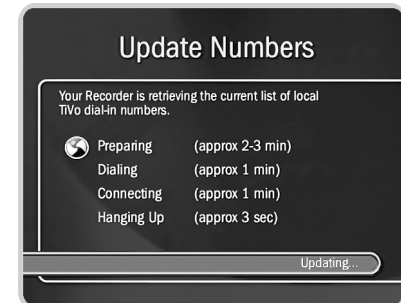 Update Numbers
Your Recorder is retrieving the current list of local
TiVo dial-in numbers.
Preparing (approx 2-3 min)
Dialing (approx 1 min)
Connecting (approx 1 min)
Hanging Up (approx 3 sec)
Updating...